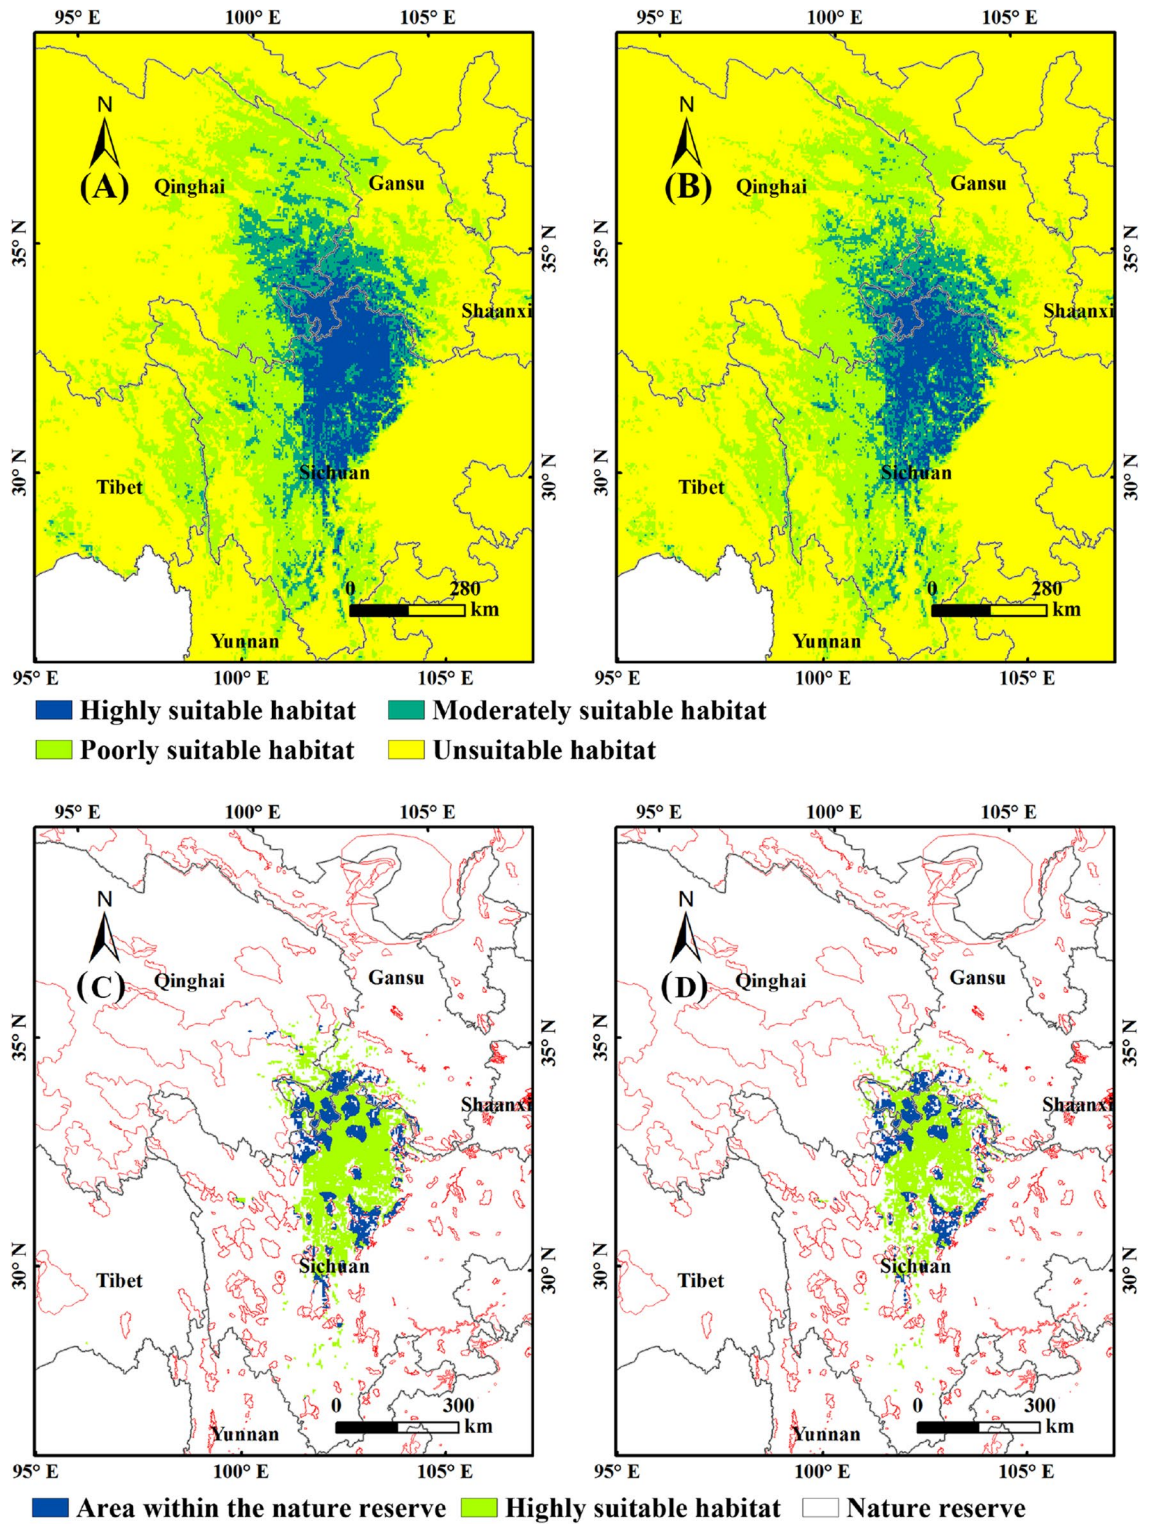 95° E 100° E 105° E 95° E 100° E 105° E
N N
(A) (B)
Qinghai Gansu Qinghai Gansu
35° N 35° N 35° N 35° N
Shaanxi Shaanxi
Sichuan Sichuan
30° N 30° N 30° N 30° N
Tibet Tibet
0 280 0 280
km km
Yunnan Yunnan
95° E 100° E 105° E 95° E 100° E 105° E
Highly suitable habitat Moderately suitable habitat
Poorly suitable habitat Unsuitable habitat
95° E 100° E 105° E 95° E 100° E 105° E
N N
(C) (D)
Qinghai Gansu Qinghai Gansu
35° N 35° N 35° N 35° N
Shaanxi Shaanxi
Sichuan Sichuan
30° N 30° N 30° N 30° N
Tibet Tibet
0 300 0 300
km km
Yunnan Yunnan
95° E 100° E 105° E 95° E 100° E 105° E
Area within the nature reserve Highly suitable habitat Nature reserve